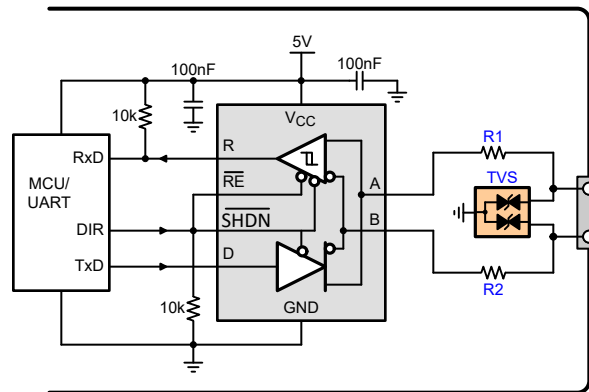 5V
100nF
100nF
10k
VCC
R1
RxD
R
TVS
MCU/
UART
RE
A
SHDN
B
DIR
D
TxD
R2
10k
GND